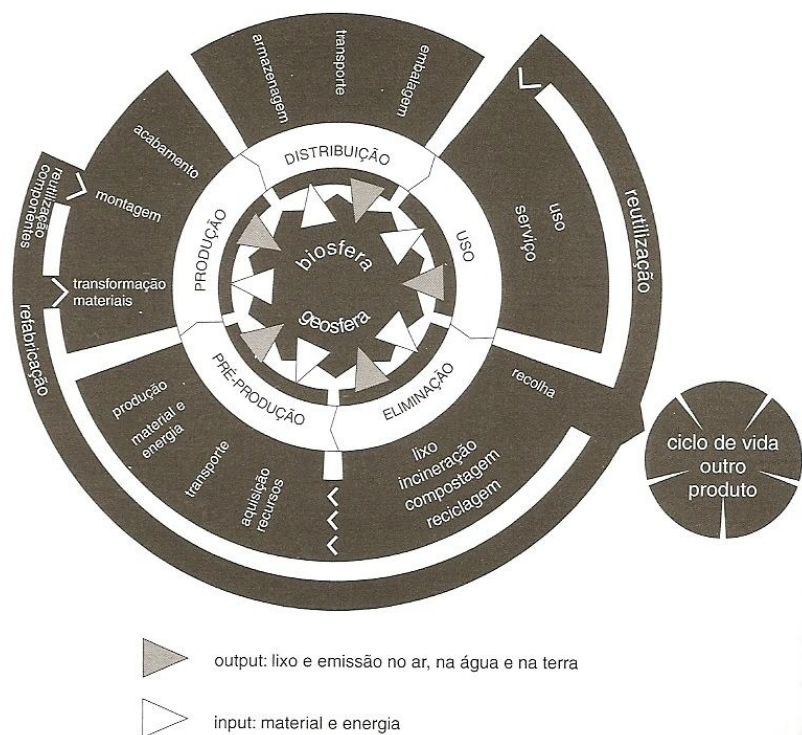 armazenagem
transporte
embalagem
DISTRIBUIÇÃO
acabamento
montagem
transformação
materiais
PRODUÇÃO
reutilização
componentes
refabricação
USO
uso
serviço
reutilização
biosfera
geosfera
PRÉ-PRODUÇÃO
produção
material e
energia
transporte
aquisição
recursos
ELIMINAÇÃO
recolha
lixo
incineração
compostagem
reciclagem
ciclo de vida
outro
produto
output: lixo e emissão no ar, na água e na terra
input: material e energia